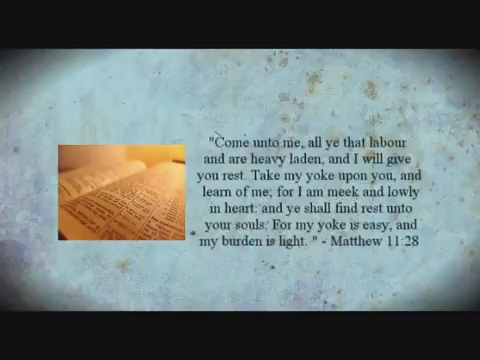 "Come unto me, all ye that labour
and are heavy laden, and I will give
you rest. Take my yoke upon you, and
learn of me; for I am meek and lowly
in heart: and ye shall find rest unto
your souls. For my yoke is easy, and
my burden is light. " - Matthew 11:28